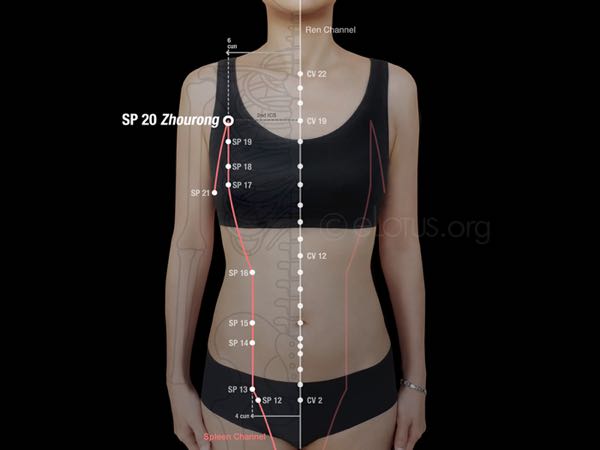 Ren Channel
6
cun
CV 22
SP 20 Zhourong
2nd ICS
CV 19
SP 19
SP 18
SP 17
SP 21
© eLotus.org
CV 12
SP 16
SP 15
SP 14
SP 13
SP 12
CV 2
4 cun
Spleen Channel